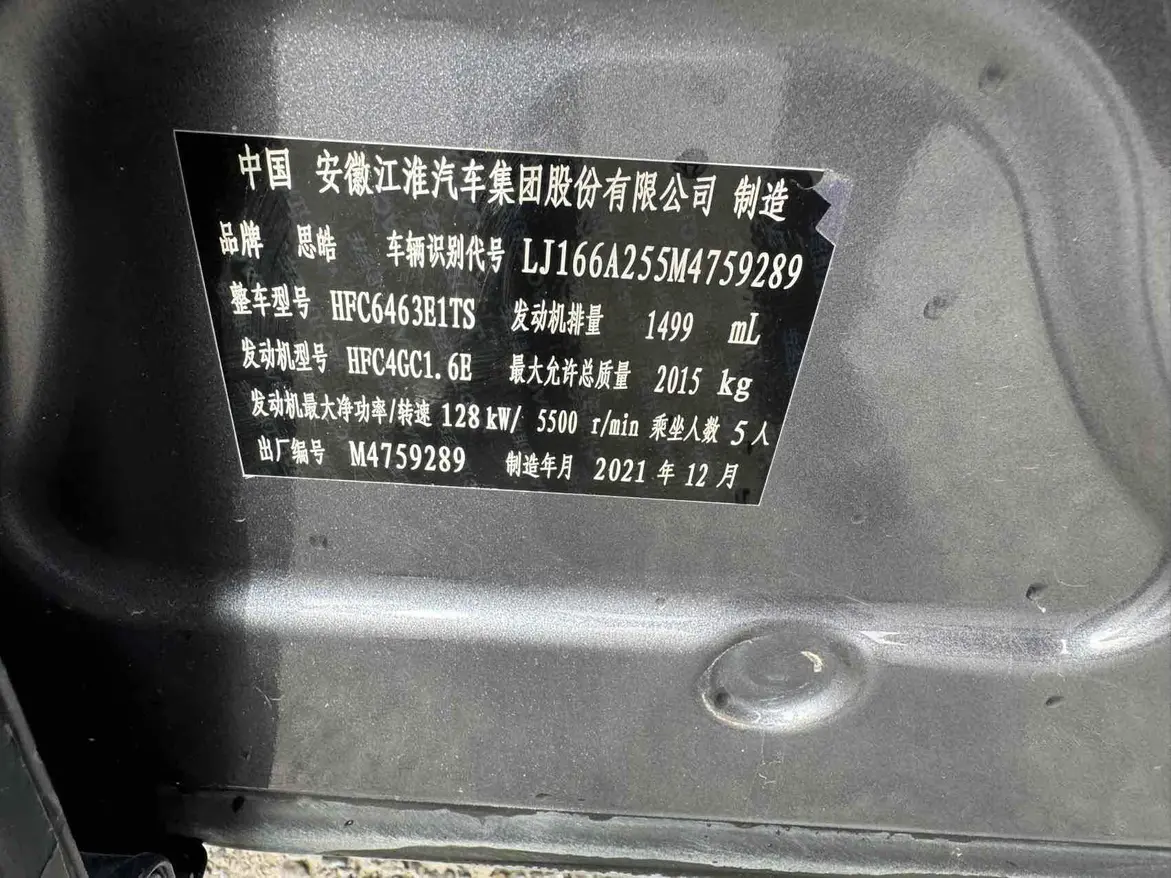 中国 安徽江淮汽车集团股份有限公司 制造
品牌 思皓 车辆识别代号 LJ166A255M4759289
整车型号 HFC6463E1TS 发动机排量 1499 mL
发动机型号 HFC4GC1.6E 最大允许总质量 2015 kg
发动机最大净功率/转速 128 kW/ 5500 r/min 乘坐人数 5 人
出厂编号 M4759289 制造年月 2021 年 12 月